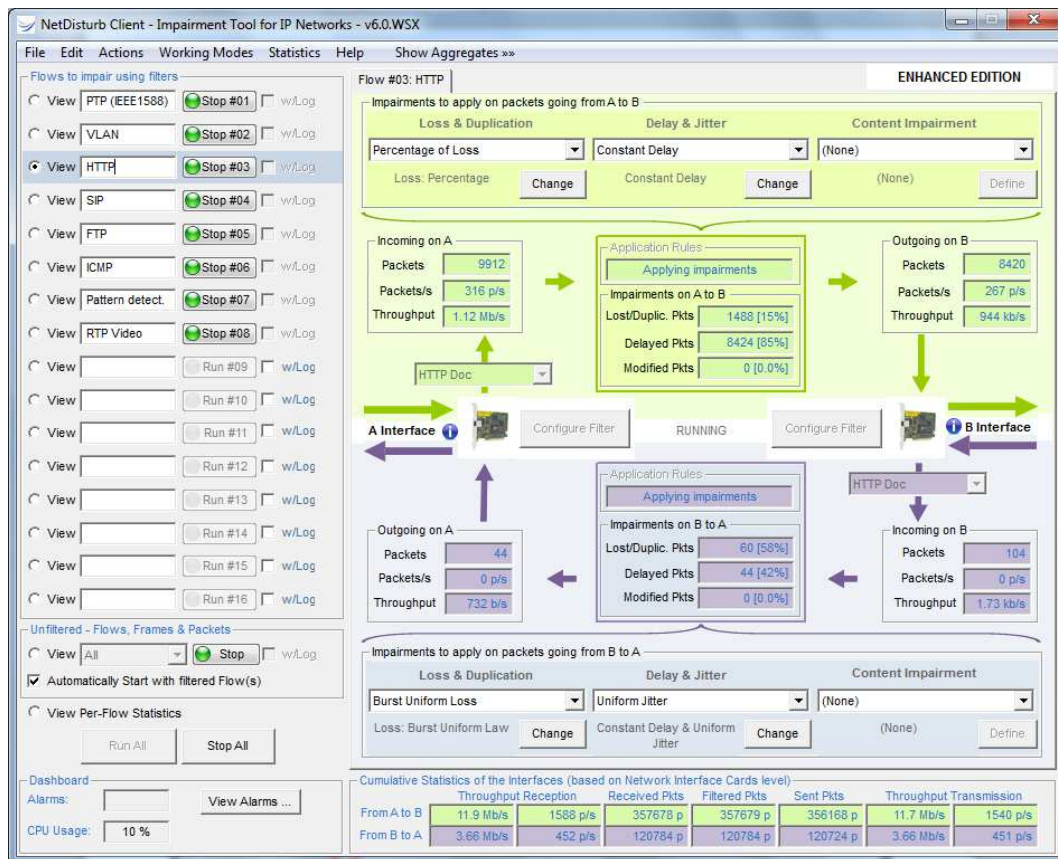 NetDisturb Client - Impairment Tool for IP Networks - v6.0.WSX
File Edit Actions Working Modes Statistics Help Show Aggregates »»
Flows to impair using filters
View PTP (IEEE1588) Stop #01 w/Log
View VLAN Stop #02 w/Log
View HTTP Stop #03 w/Log
View SIP Stop #04 w/Log
View FTP Stop #05 w/Log
View ICMP Stop #06 w/Log
View Pattern detect. Stop #07 w/Log
View RTP Video Stop #08 w/Log
View Run #09 w/Log
View Run #10 w/Log
View Run #11 w/Log
View Run #12 w/Log
View Run #13 w/Log
View Run #14 w/Log
View Run #15 w/Log
View Run #16 w/Log
Unfiltered - Flows, Frames & Packets
View All Stop w/Log
Automatically Start with filtered Flow(s)
View Per-Flow Statistics
Run All Stop All
Dashboard
Alarms: View Alarms ...
CPU Usage: 10 %
Flow #03: HTTP
ENHANCED EDITION
Impairments to apply on packets going from A to B
Loss & Duplication Delay & Jitter Content Impairment
Percentage of Loss Constant Delay (None)
Loss: Percentage Change Constant Delay Change (None) Define
Incoming on A
Packets 9912
Packets/s 316 p/s
Throughput 1.12 Mb/s
HTTP Doc
Application Rules
Applying impairments
Impairments on A to B
Lost/Duplic. Pkts 1488 [15%]
Delayed Pkts 8424 [85%]
Modified Pkts 0 [0.0%]
Outgoing on B
Packets 8420
Packets/s 267 p/s
Throughput 944 kb/s
A Interface Configure Filter RUNNING Configure Filter B Interface
HTTP Doc
Outgoing on A
Packets 44
Packets/s 0 p/s
Throughput 732 b/s
Application Rules
Applying impairments
Impairments on B to A
Lost/Duplic. Pkts 60 [58%]
Delayed Pkts 44 [42%]
Modified Pkts 0 [0.0%]
Incoming on B
Packets 104
Packets/s 0 p/s
Throughput 1.73 kb/s
Impairments to apply on packets going from B to A
Loss & Duplication Delay & Jitter Content Impairment
Burst Uniform Loss Uniform Jitter (None)
Loss: Burst Uniform Law Change Constant Delay & Uniform Jitter Change (None) Define
Cumulative Statistics of the Interfaces (based on Network Interface Cards level)
Throughput Reception Received Pkts Filtered Pkts Sent Pkts Throughput Transmission
From A to B 11.9 Mb/s 1588 p/s 357678 p 357679 p 356168 p 11.7 Mb/s 1540 p/s
From B to A 3.66 Mb/s 452 p/s 120784 p 120784 p 120724 p 3.66 Mb/s 451 p/s